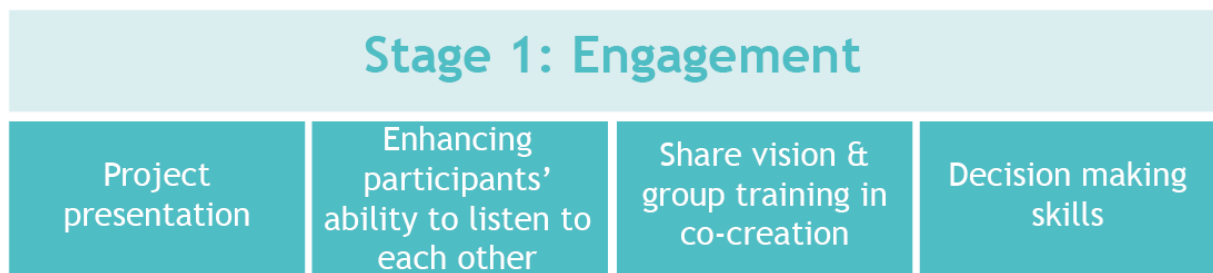 Stage 1: Engagement
Project
presentation
Enhancing
participants’
ability to listen to
each other
Share vision &
group training in
co-creation
Decision making
skills